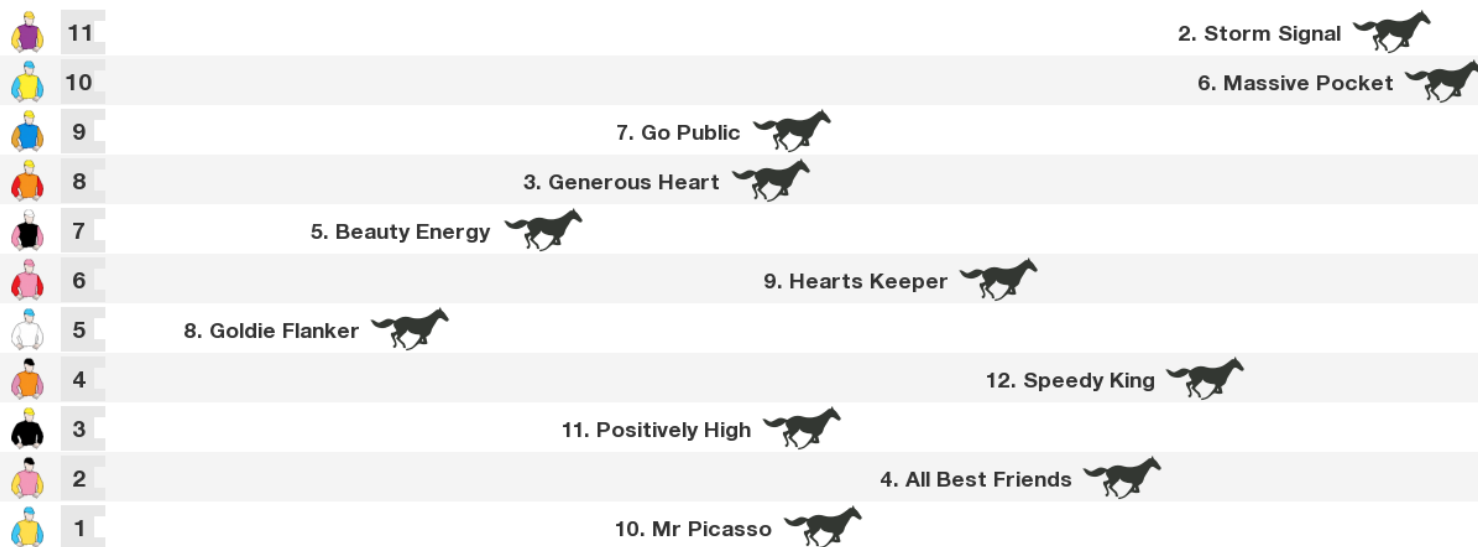 11 2. Storm Signal
10 6. Massive Pocket
9 7. Go Public
8 3. Generous Heart
7 5. Beauty Energy
6 9. Hearts Keeper
5 8. Goldie Flanker
4 12. Speedy King
3 11. Positively High
2 4. All Best Friends
1 10. Mr Picasso